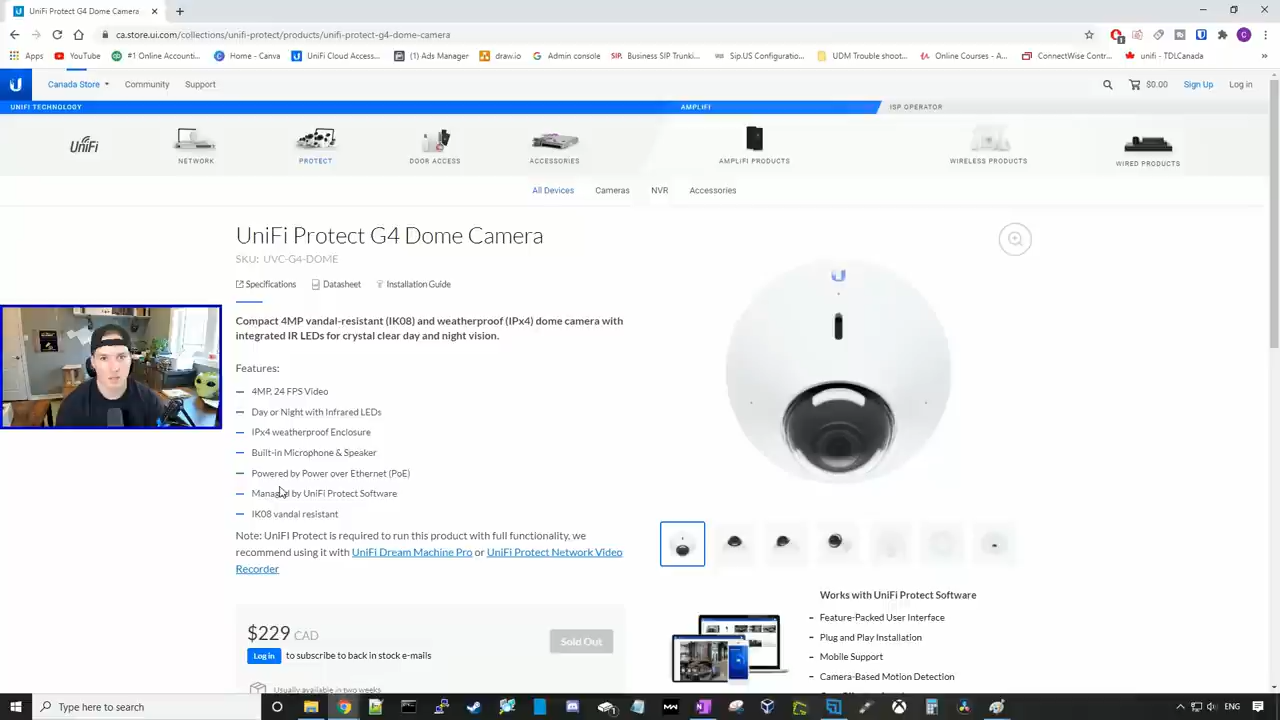 UniFi Protect G4 Dome Camera
ca.store.ui.com/collections/unifi-protect/products/unifi-protect-g4-dome-camera
Apps YouTube #1 Online Accounti... Home - Canva UniFi Cloud Access... (1) Ads Manager draw.io Admin console Business SIP Trunki... Sip.US Configuratio... UDM Trouble shoot... Online Courses - A... ConnectWise Contr... unifi - TDLCanada
Canada Store Community Support $0.00 Sign Up Log in
UNIFI TECHNOLOGY AMPLIFI ISP OPERATOR
UniFi
NETWORK PROTECT DOOR ACCESS ACCESSORIES AMPLIFI PRODUCTS WIRELESS PRODUCTS WIRED PRODUCTS
All Devices Cameras NVR Accessories
UniFi Protect G4 Dome Camera
SKU: UVC-G4-DOME
Specifications Datasheet Installation Guide
Compact 4MP vandal-resistant (IK08) and weatherproof (IPx4) dome camera with
integrated IR LEDs for crystal clear day and night vision.
Features:
4MP, 24 FPS Video
Day or Night with Infrared LEDs
IPx4 weatherproof Enclosure
Built-in Microphone & Speaker
Powered by Power over Ethernet (PoE)
Managed by UniFi Protect Software
IK08 vandal resistant
Note: UniFI Protect is required to run this product with full functionality, we
recommend using it with UniFi Dream Machine Pro or UniFi Protect Network Video
Recorder
$229 CAD
Sold Out
Log in to subscribe to back in stock e-mails
Usually available in two weeks
Works with UniFi Protect Software
Feature-Packed User Interface
Plug and Play Installation
Mobile Support
Camera-Based Motion Detection
Type here to search
ENG